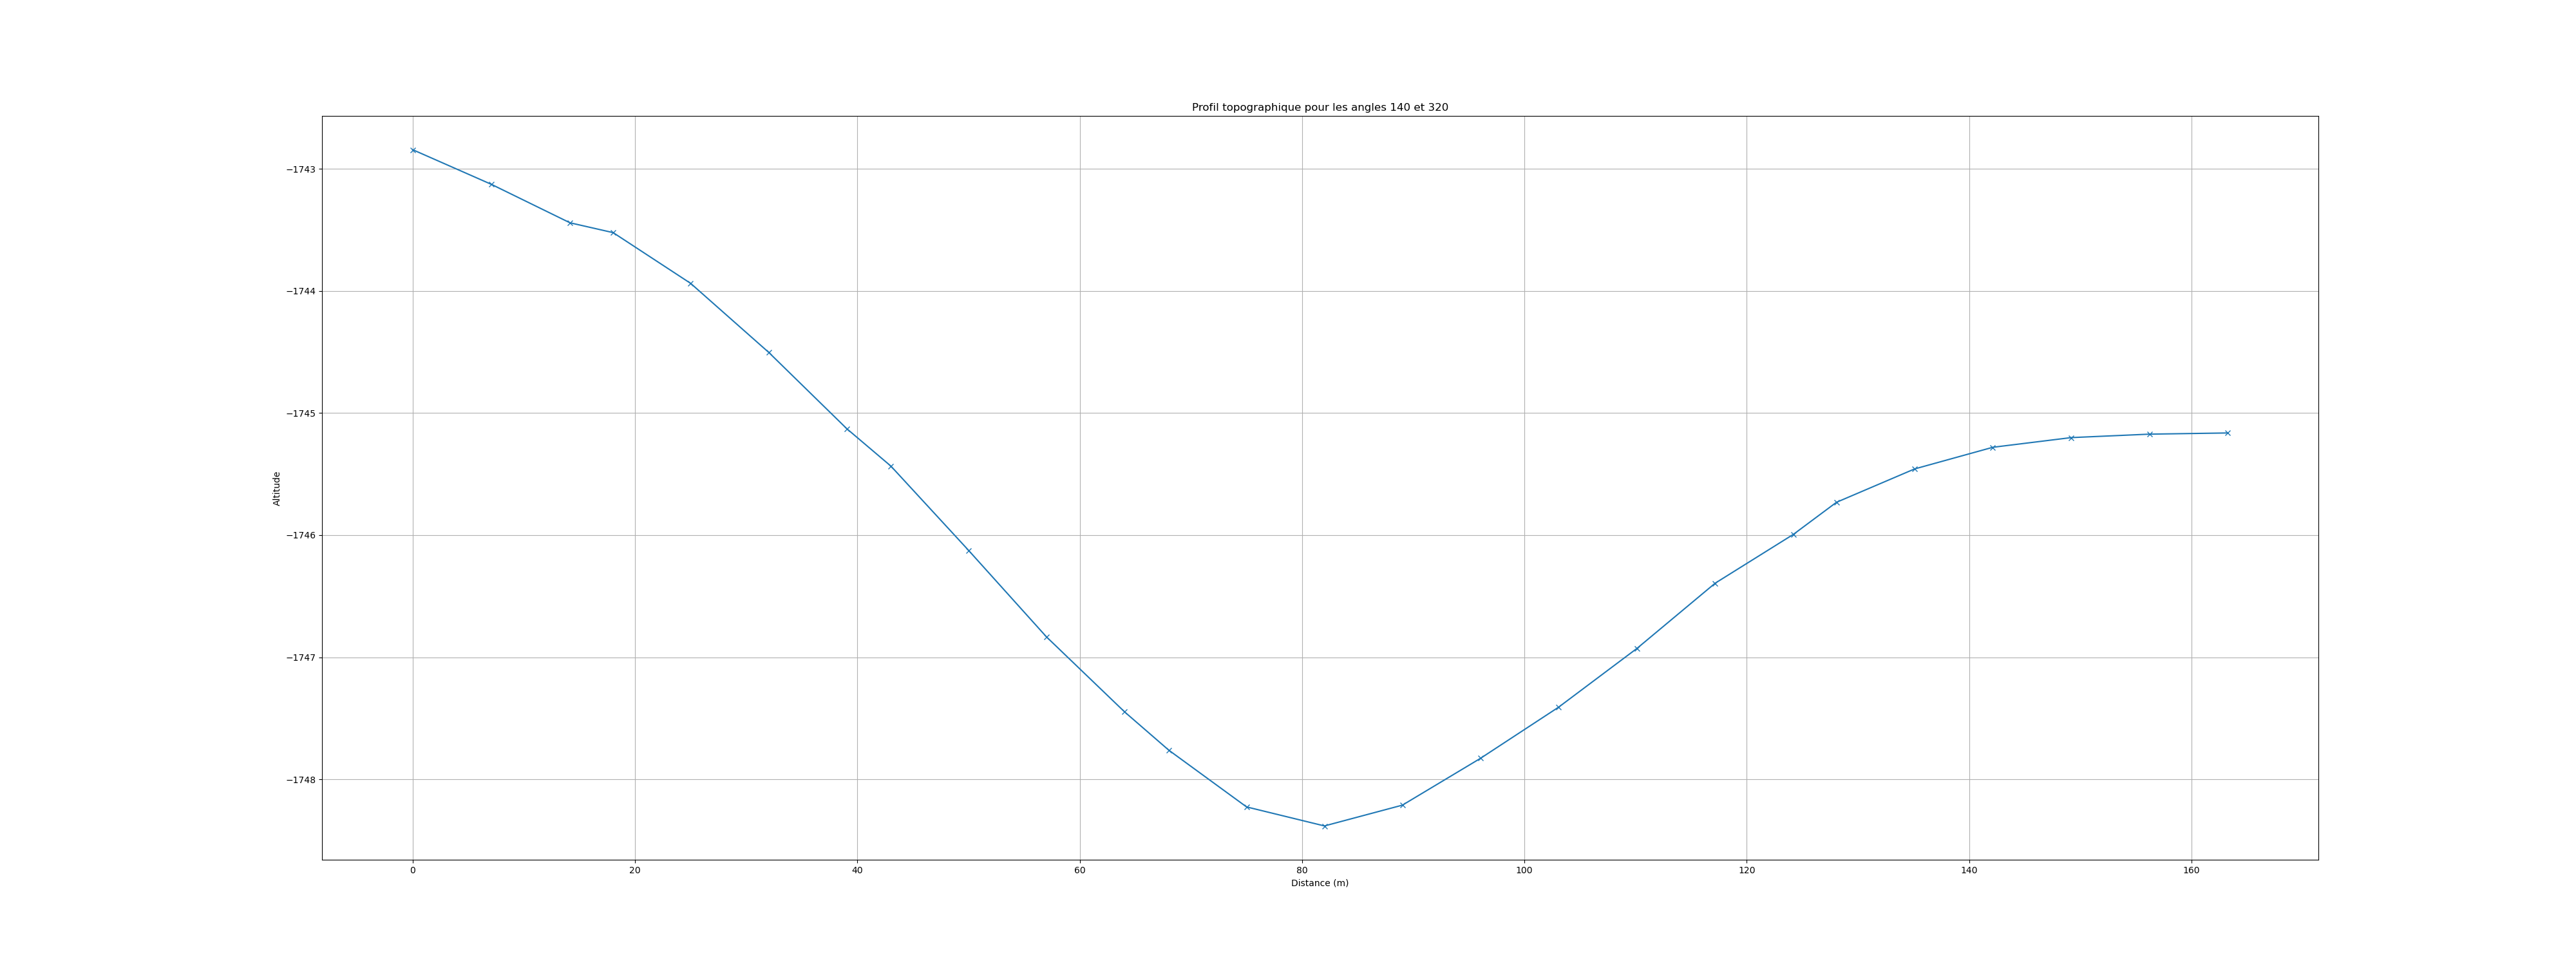 Profil topographique pour les angles 140 et 320
−1743
−1744
−1745
−1746
−1747
−1748
Altitude
0 20 40 60 80 100 120 140 160
Distance (m)